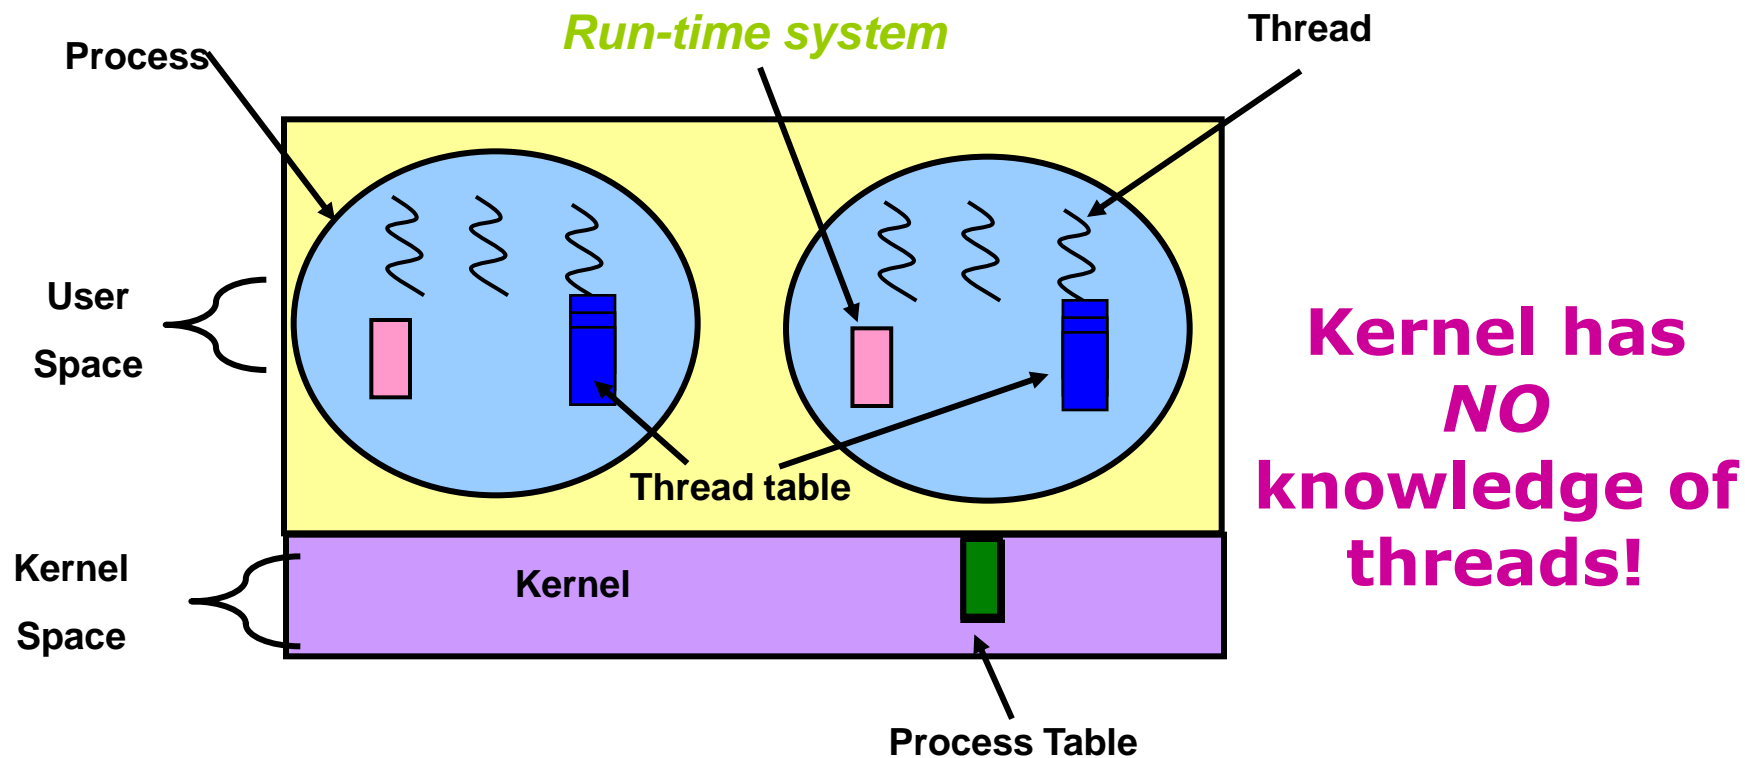 Run-time system
Thread
Process
User
Space
Kernel has
NO
knowledge of
threads!
Thread table
Kernel
Space
Kernel
Process Table